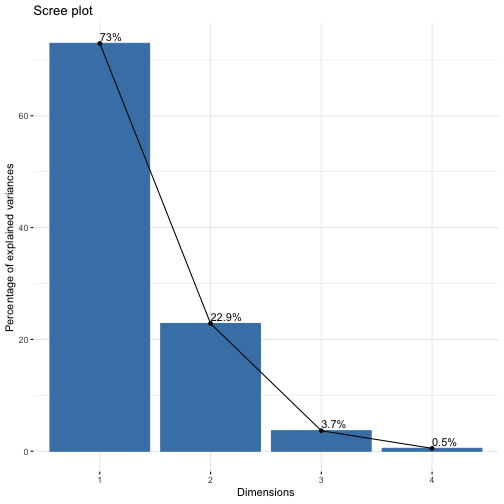 Scree plot
73%
60
Percentage of explained variances
40
22.9%
20
3.7%
0.5%
0
1 2 3 4
Dimensions